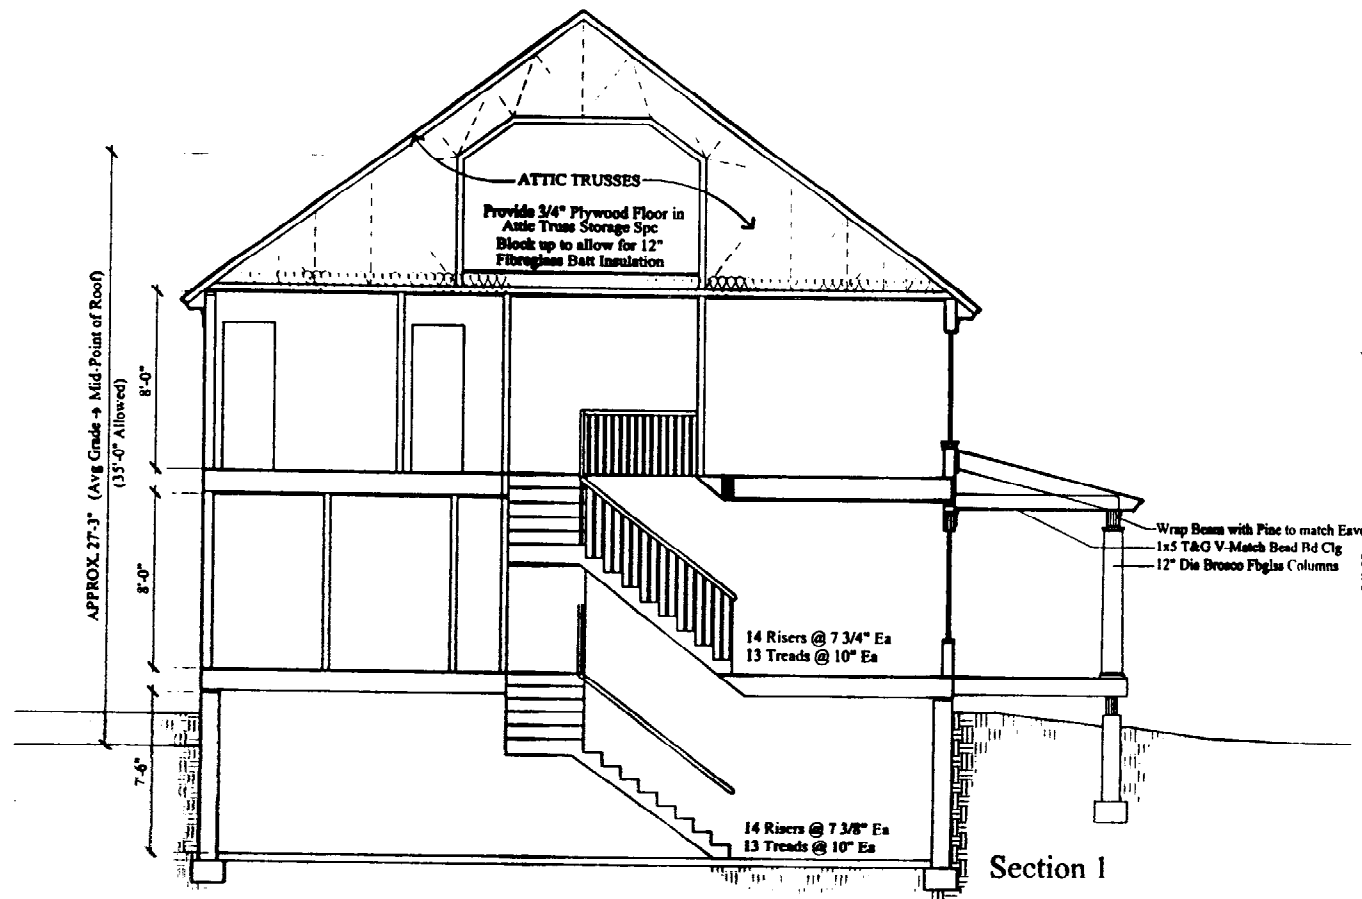 ATTIC TRUSSES
Provide 3/4" Plywood Floor in
Attic Truss Storage Spc
Block up to allow for 12"
Fibreglass Batt Insulation
APPROX. 27'-3" (Avg Grade → Mid-Point of Roof)
(35'-0" Allowed)
8'-0"
8'-0"
7'-6"
Wrap Beam with Pine to match Eave
1x5 T&G V-Match Bead Bd Clg
12" Dia Brosco Fbglss Columns
14 Risers @ 7 3/4" Ea
13 Treads @ 10" Ea
14 Risers @ 7 3/8" Ea
13 Treads @ 10" Ea
Section 1